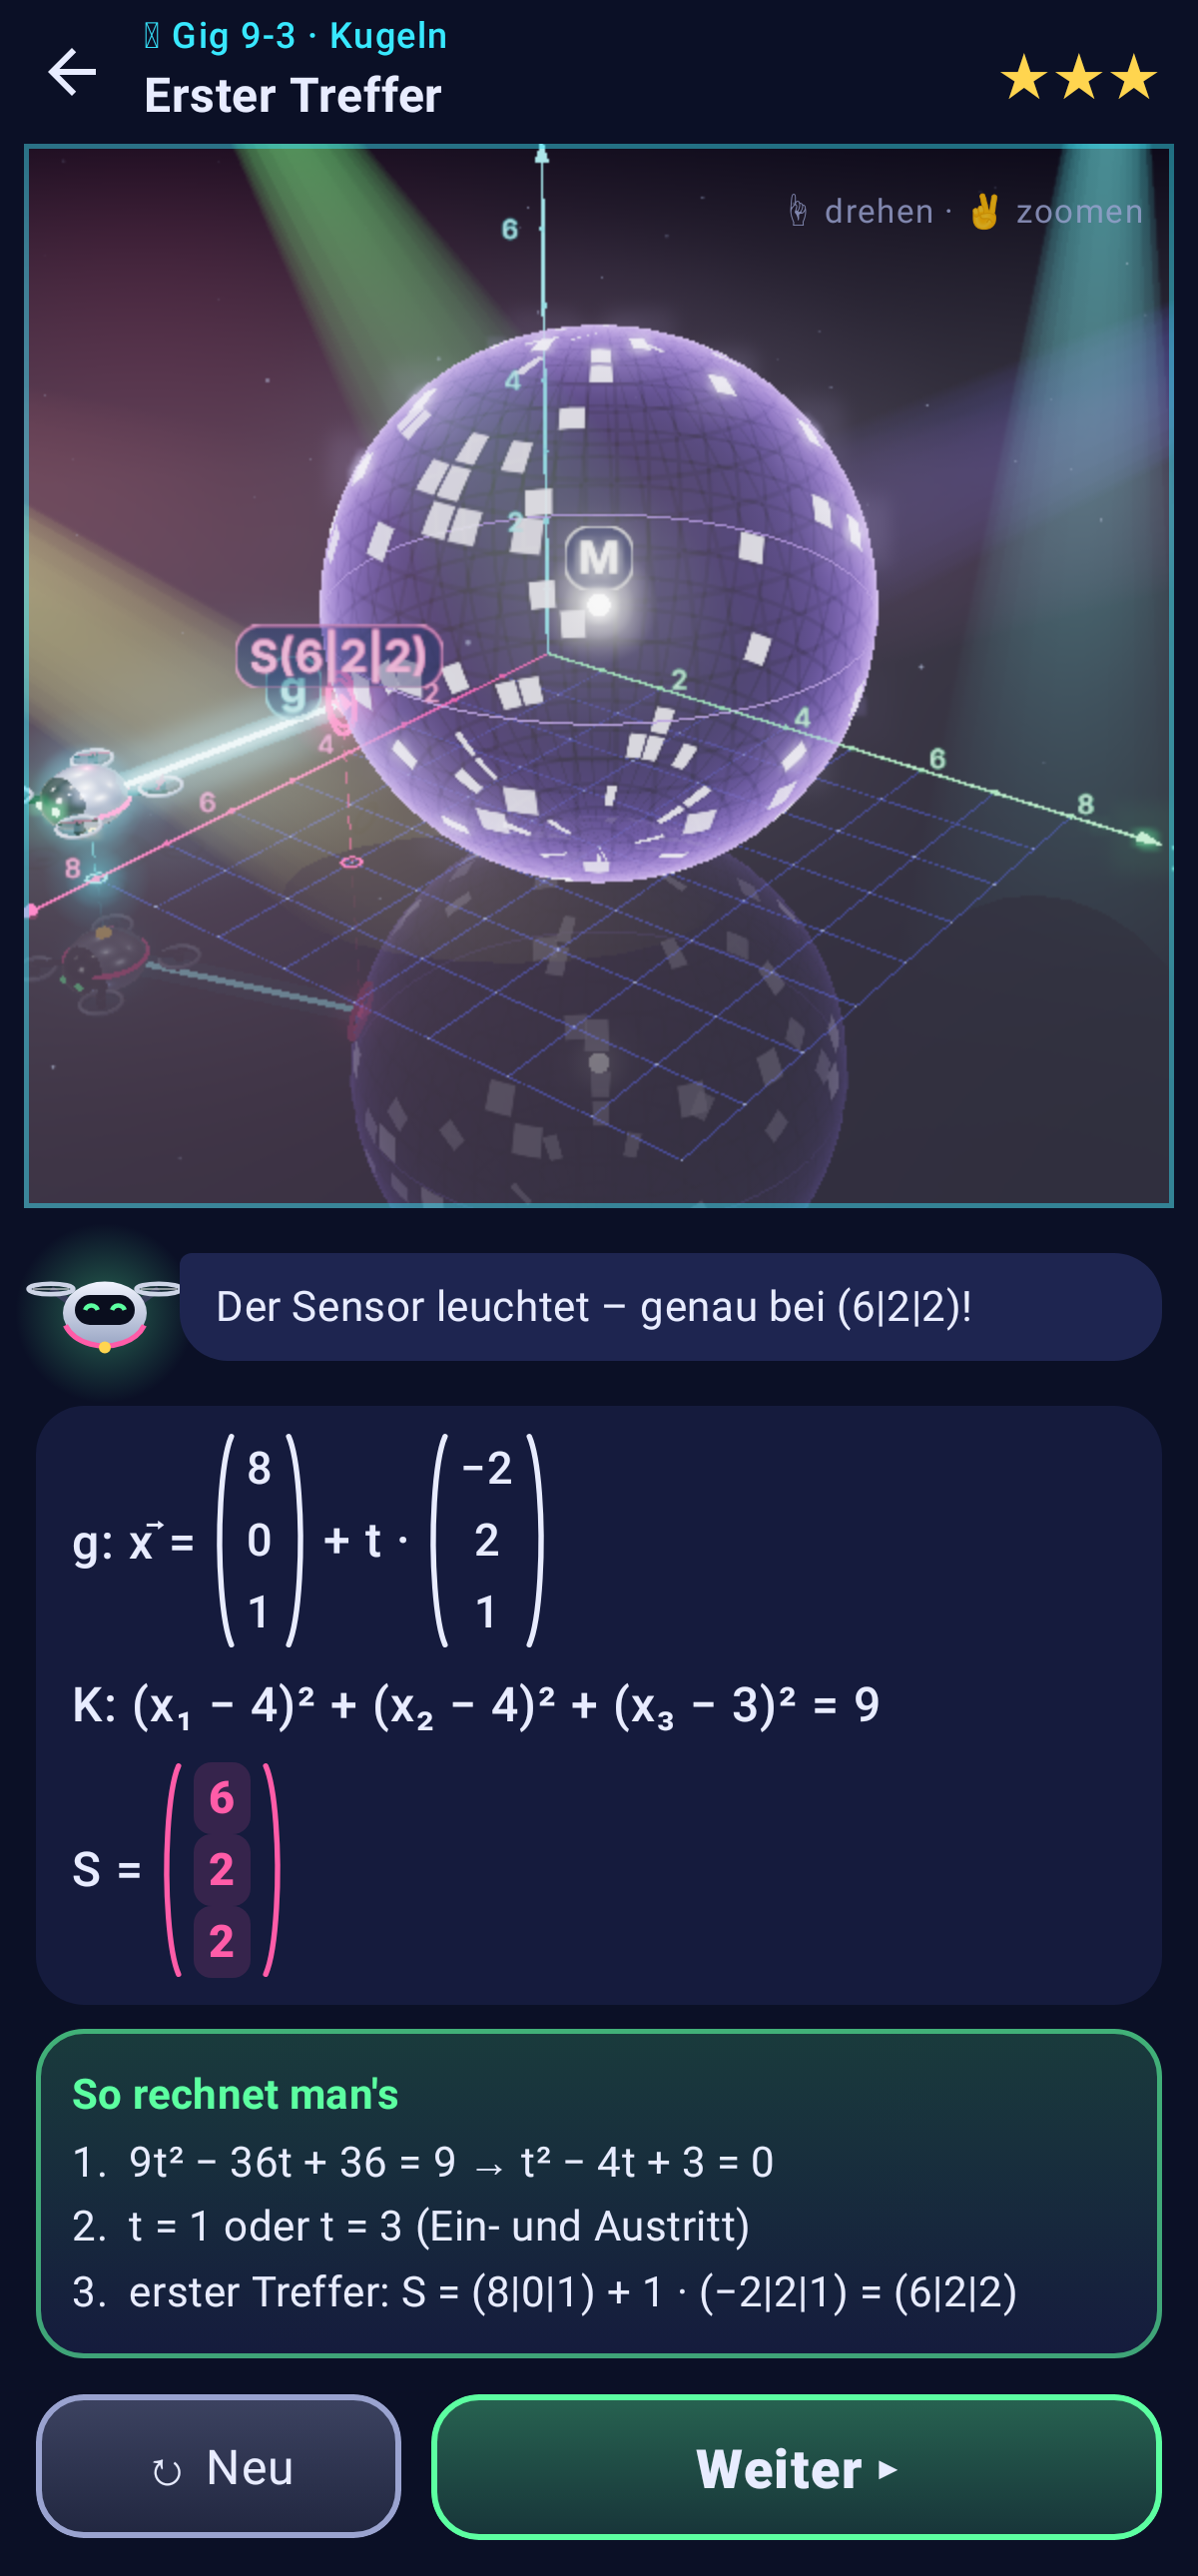 Gig 9-3 · Kugeln
Erster Treffer
★★★
☝ drehen · ✌ zoomen
6
4
2
M
S(6|2|2)
g
2
4
6
8
2
4
6
8
Der Sensor leuchtet – genau bei (6|2|2)!
g: x⃗ = (8 0 1) + t · (−2 2 1)
K: (x₁ − 4)² + (x₂ − 4)² + (x₃ − 3)² = 9
S = (6 2 2)
So rechnet man's
1. 9t² − 36t + 36 = 9 → t² − 4t + 3 = 0
2. t = 1 oder t = 3 (Ein- und Austritt)
3. erster Treffer: S = (8|0|1) + 1 · (−2|2|1) = (6|2|2)
↻ Neu
Weiter ▸